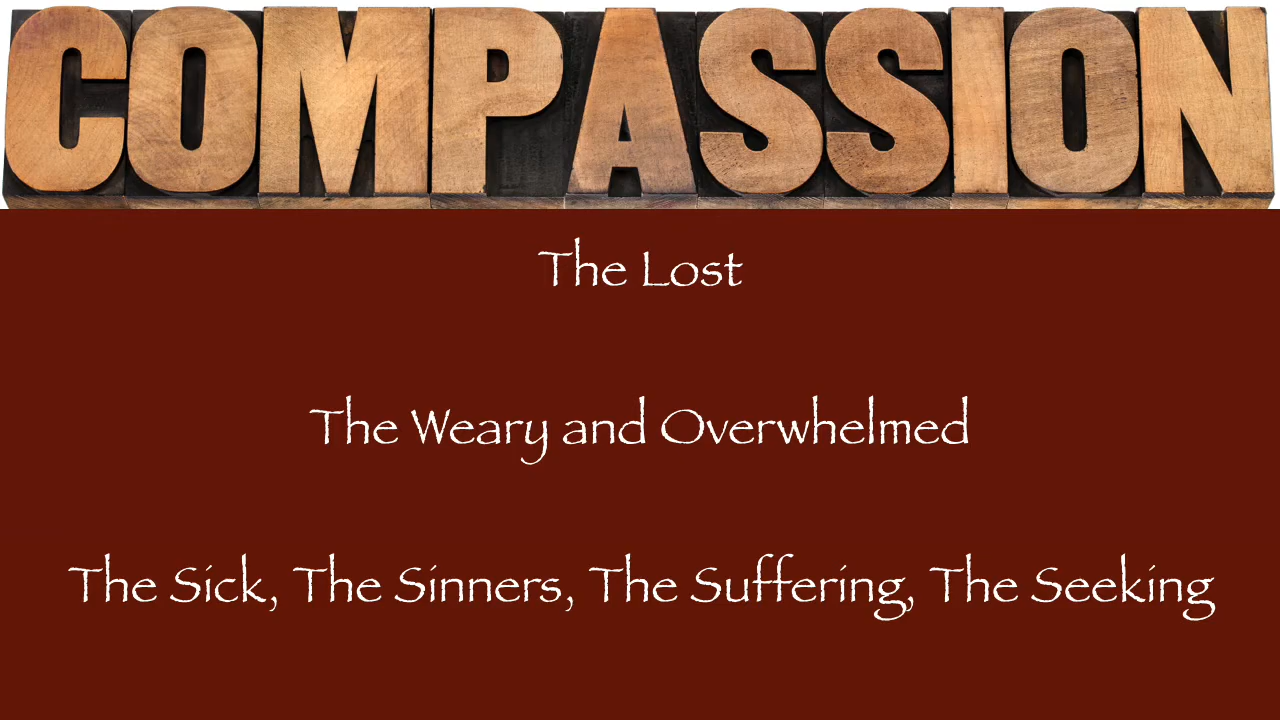 COMPASSION
The Lost
The Weary and Overwhelmed
The Sick, The Sinners, The Suffering, The Seeking